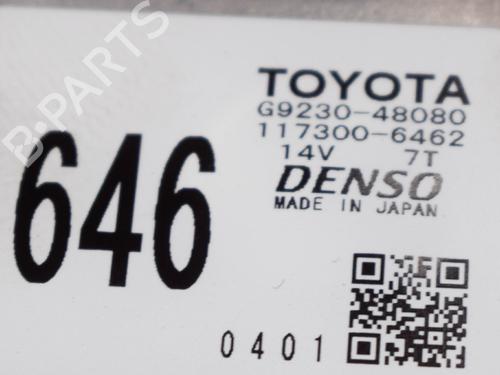 TOYOTA
G9230-48080
117300-6462
14V 7T
DENSO
MADE IN JAPAN
646
0401
B-PARTS